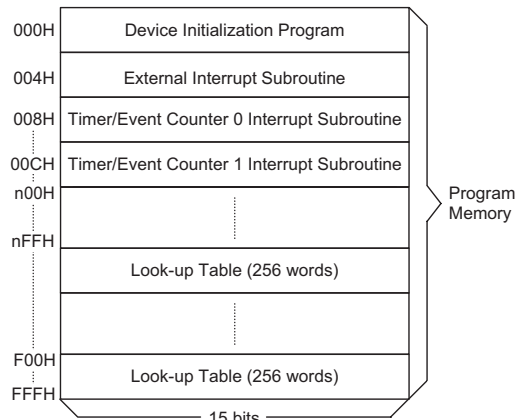 000H
Device Initialization Program
004H
External Interrupt Subroutine
008H
Timer/Event Counter 0 Interrupt Subroutine
00CH
Timer/Event Counter 1 Interrupt Subroutine
n00H
Program
Memory
nFFH
Look-up Table (256 words)
F00H
Look-up Table (256 words)
FFFH
15 bits